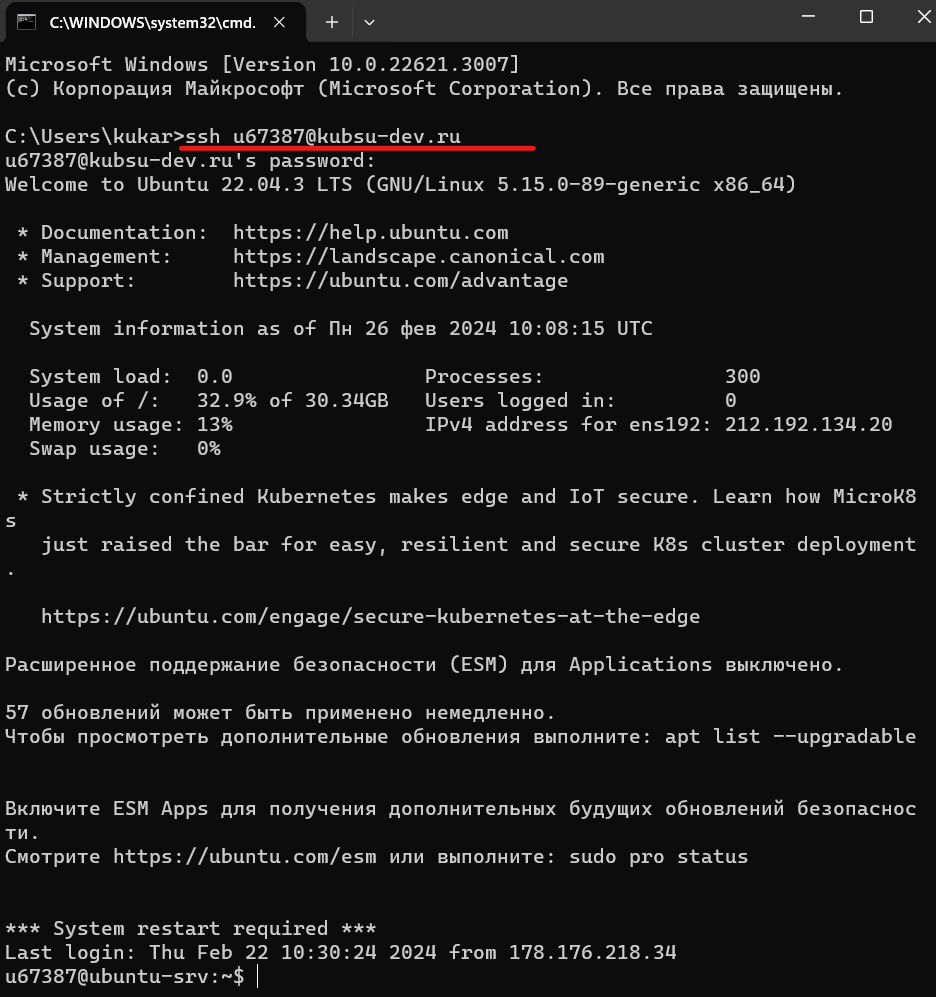 C:\WINDOWS\system32\cmd.
Microsoft Windows [Version 10.0.22621.3007]
(c) Корпорация Майкрософт (Microsoft Corporation). Все права защищены.
C:\Users\kukar>ssh u67387@kubsu-dev.ru
u67387@kubsu-dev.ru's password:
Welcome to Ubuntu 22.04.3 LTS (GNU/Linux 5.15.0-89-generic x86_64)
* Documentation:  https://help.ubuntu.com
* Management:     https://landscape.canonical.com
* Support:        https://ubuntu.com/advantage
System information as of Пн 26 фев 2024 10:08:15 UTC
System load:  0.0                Processes:               300
Usage of /:   32.9% of 30.34GB   Users logged in:         0
Memory usage: 13%                IPv4 address for ens192: 212.192.134.20
Swap usage:   0%
* Strictly confined Kubernetes makes edge and IoT secure. Learn how MicroK8
s
just raised the bar for easy, resilient and secure K8s cluster deployment
.
https://ubuntu.com/engage/secure-kubernetes-at-the-edge
Расширенное поддержание безопасности (ESM) для Applications выключено.
57 обновлений может быть применено немедленно.
Чтобы просмотреть дополнительные обновления выполните: apt list --upgradable
Включите ESM Apps для получения дополнительных будущих обновлений безопаснос
ти.
Смотрите https://ubuntu.com/esm или выполните: sudo pro status
*** System restart required ***
Last login: Thu Feb 22 10:30:24 2024 from 178.176.218.34
u67387@ubuntu-srv:~$